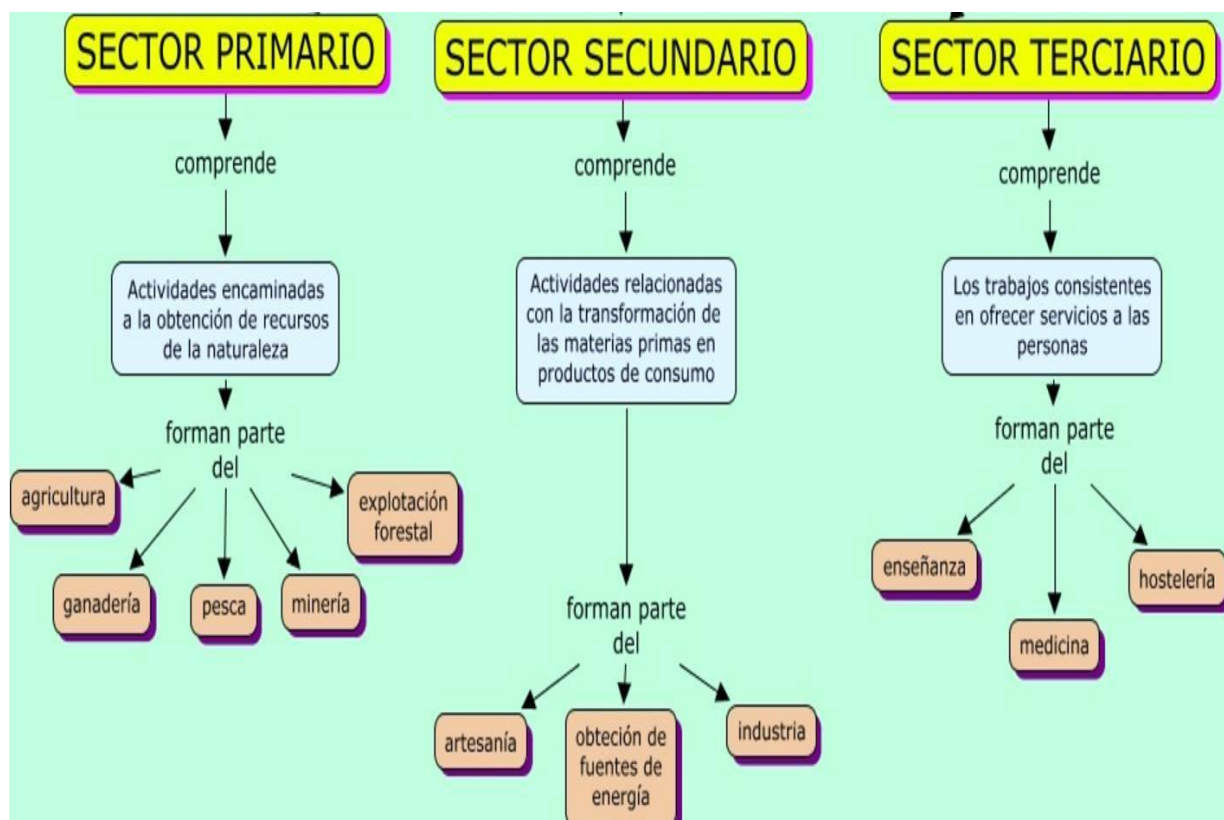 SECTOR PRIMARIO
comprende
Actividades encaminadas
a la obtención de recursos
de la naturaleza
forman parte
del
agricultura
ganadería
pesca
minería
explotación
forestal
SECTOR SECUNDARIO
comprende
Actividades relacionadas
con la transformación de
las materias primas en
productos de consumo
forman parte
del
artesanía
obteción de
fuentes de
energía
industria
SECTOR TERCIARIO
comprende
Los trabajos consistentes
en ofrecer servicios a las
personas
forman parte
del
enseñanza
medicina
hostelería